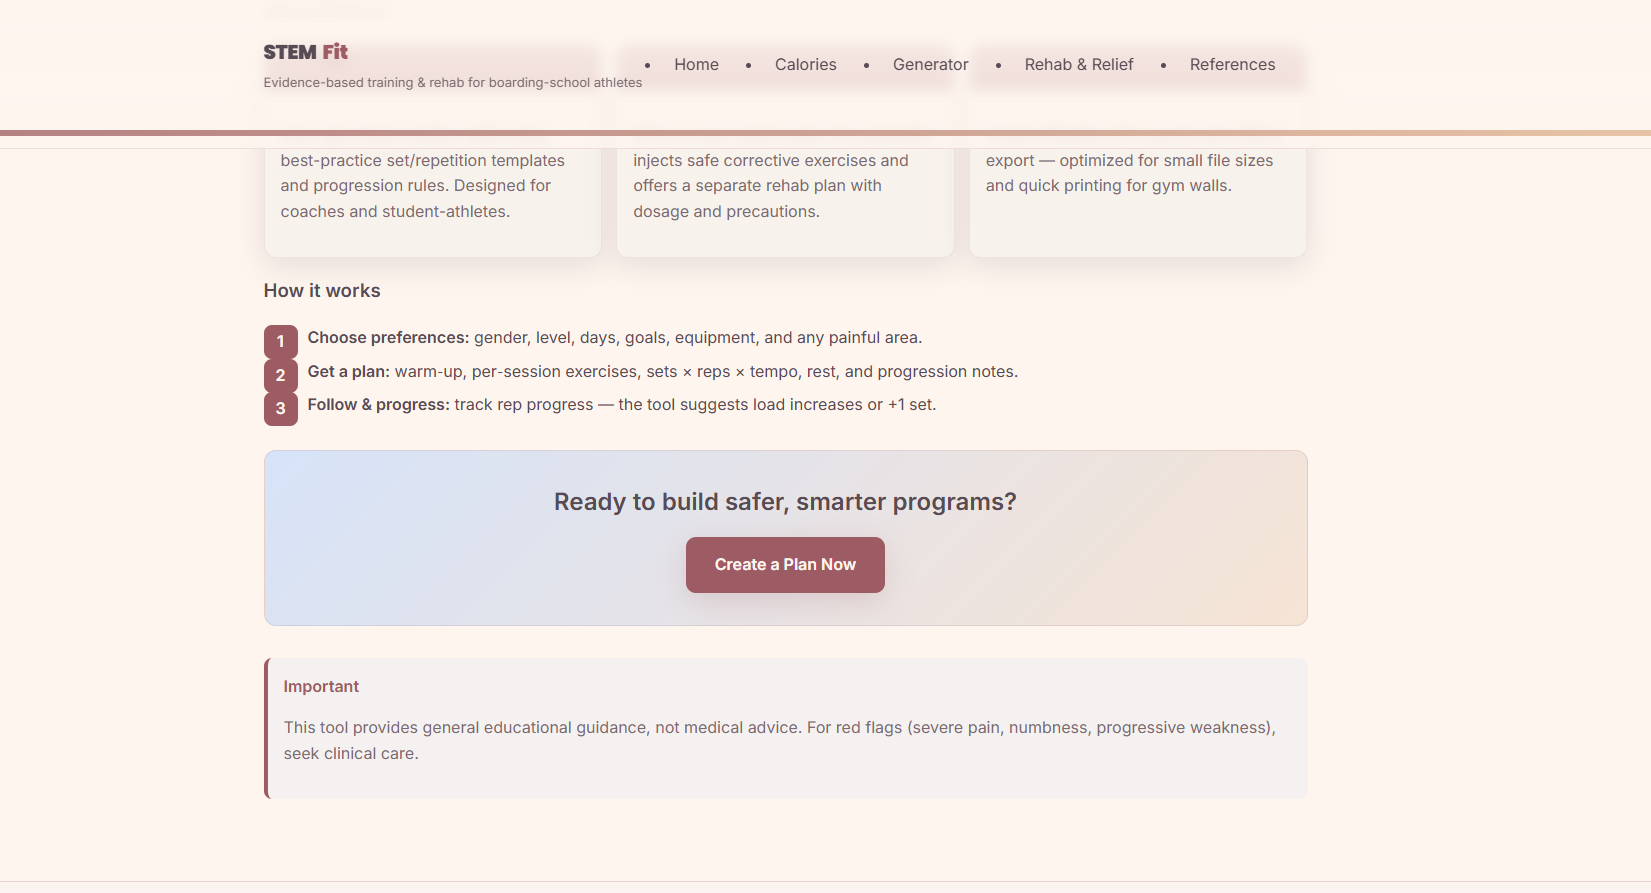 STEM Fit
Evidence-based training & rehab for boarding-school athletes
• Home • Calories • Generator • Rehab & Relief • References
best-practice set/repetition templates
and progression rules. Designed for
coaches and student-athletes.
injects safe corrective exercises and
offers a separate rehab plan with
dosage and precautions.
export — optimized for small file sizes
and quick printing for gym walls.
How it works
1 Choose preferences: gender, level, days, goals, equipment, and any painful area.
2 Get a plan: warm-up, per-session exercises, sets × reps × tempo, rest, and progression notes.
3 Follow & progress: track rep progress — the tool suggests load increases or +1 set.
Ready to build safer, smarter programs?
Create a Plan Now
Important
This tool provides general educational guidance, not medical advice. For red flags (severe pain, numbness, progressive weakness),
seek clinical care.